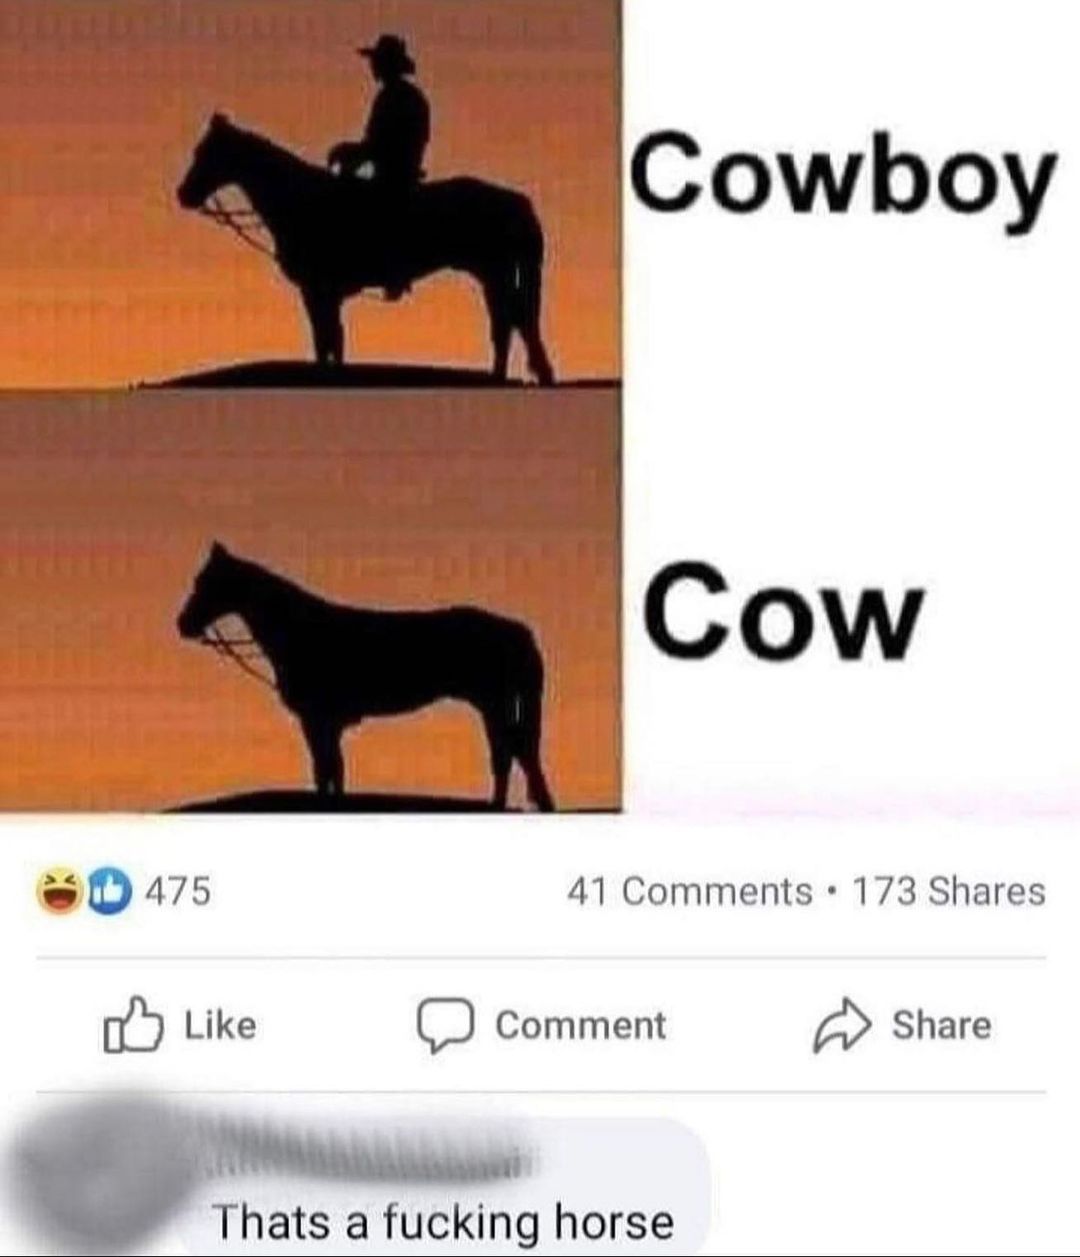 Cowboy
Cow
475
41 Comments • 173 Shares
Like
Comment
Share
Thats a fucking horse